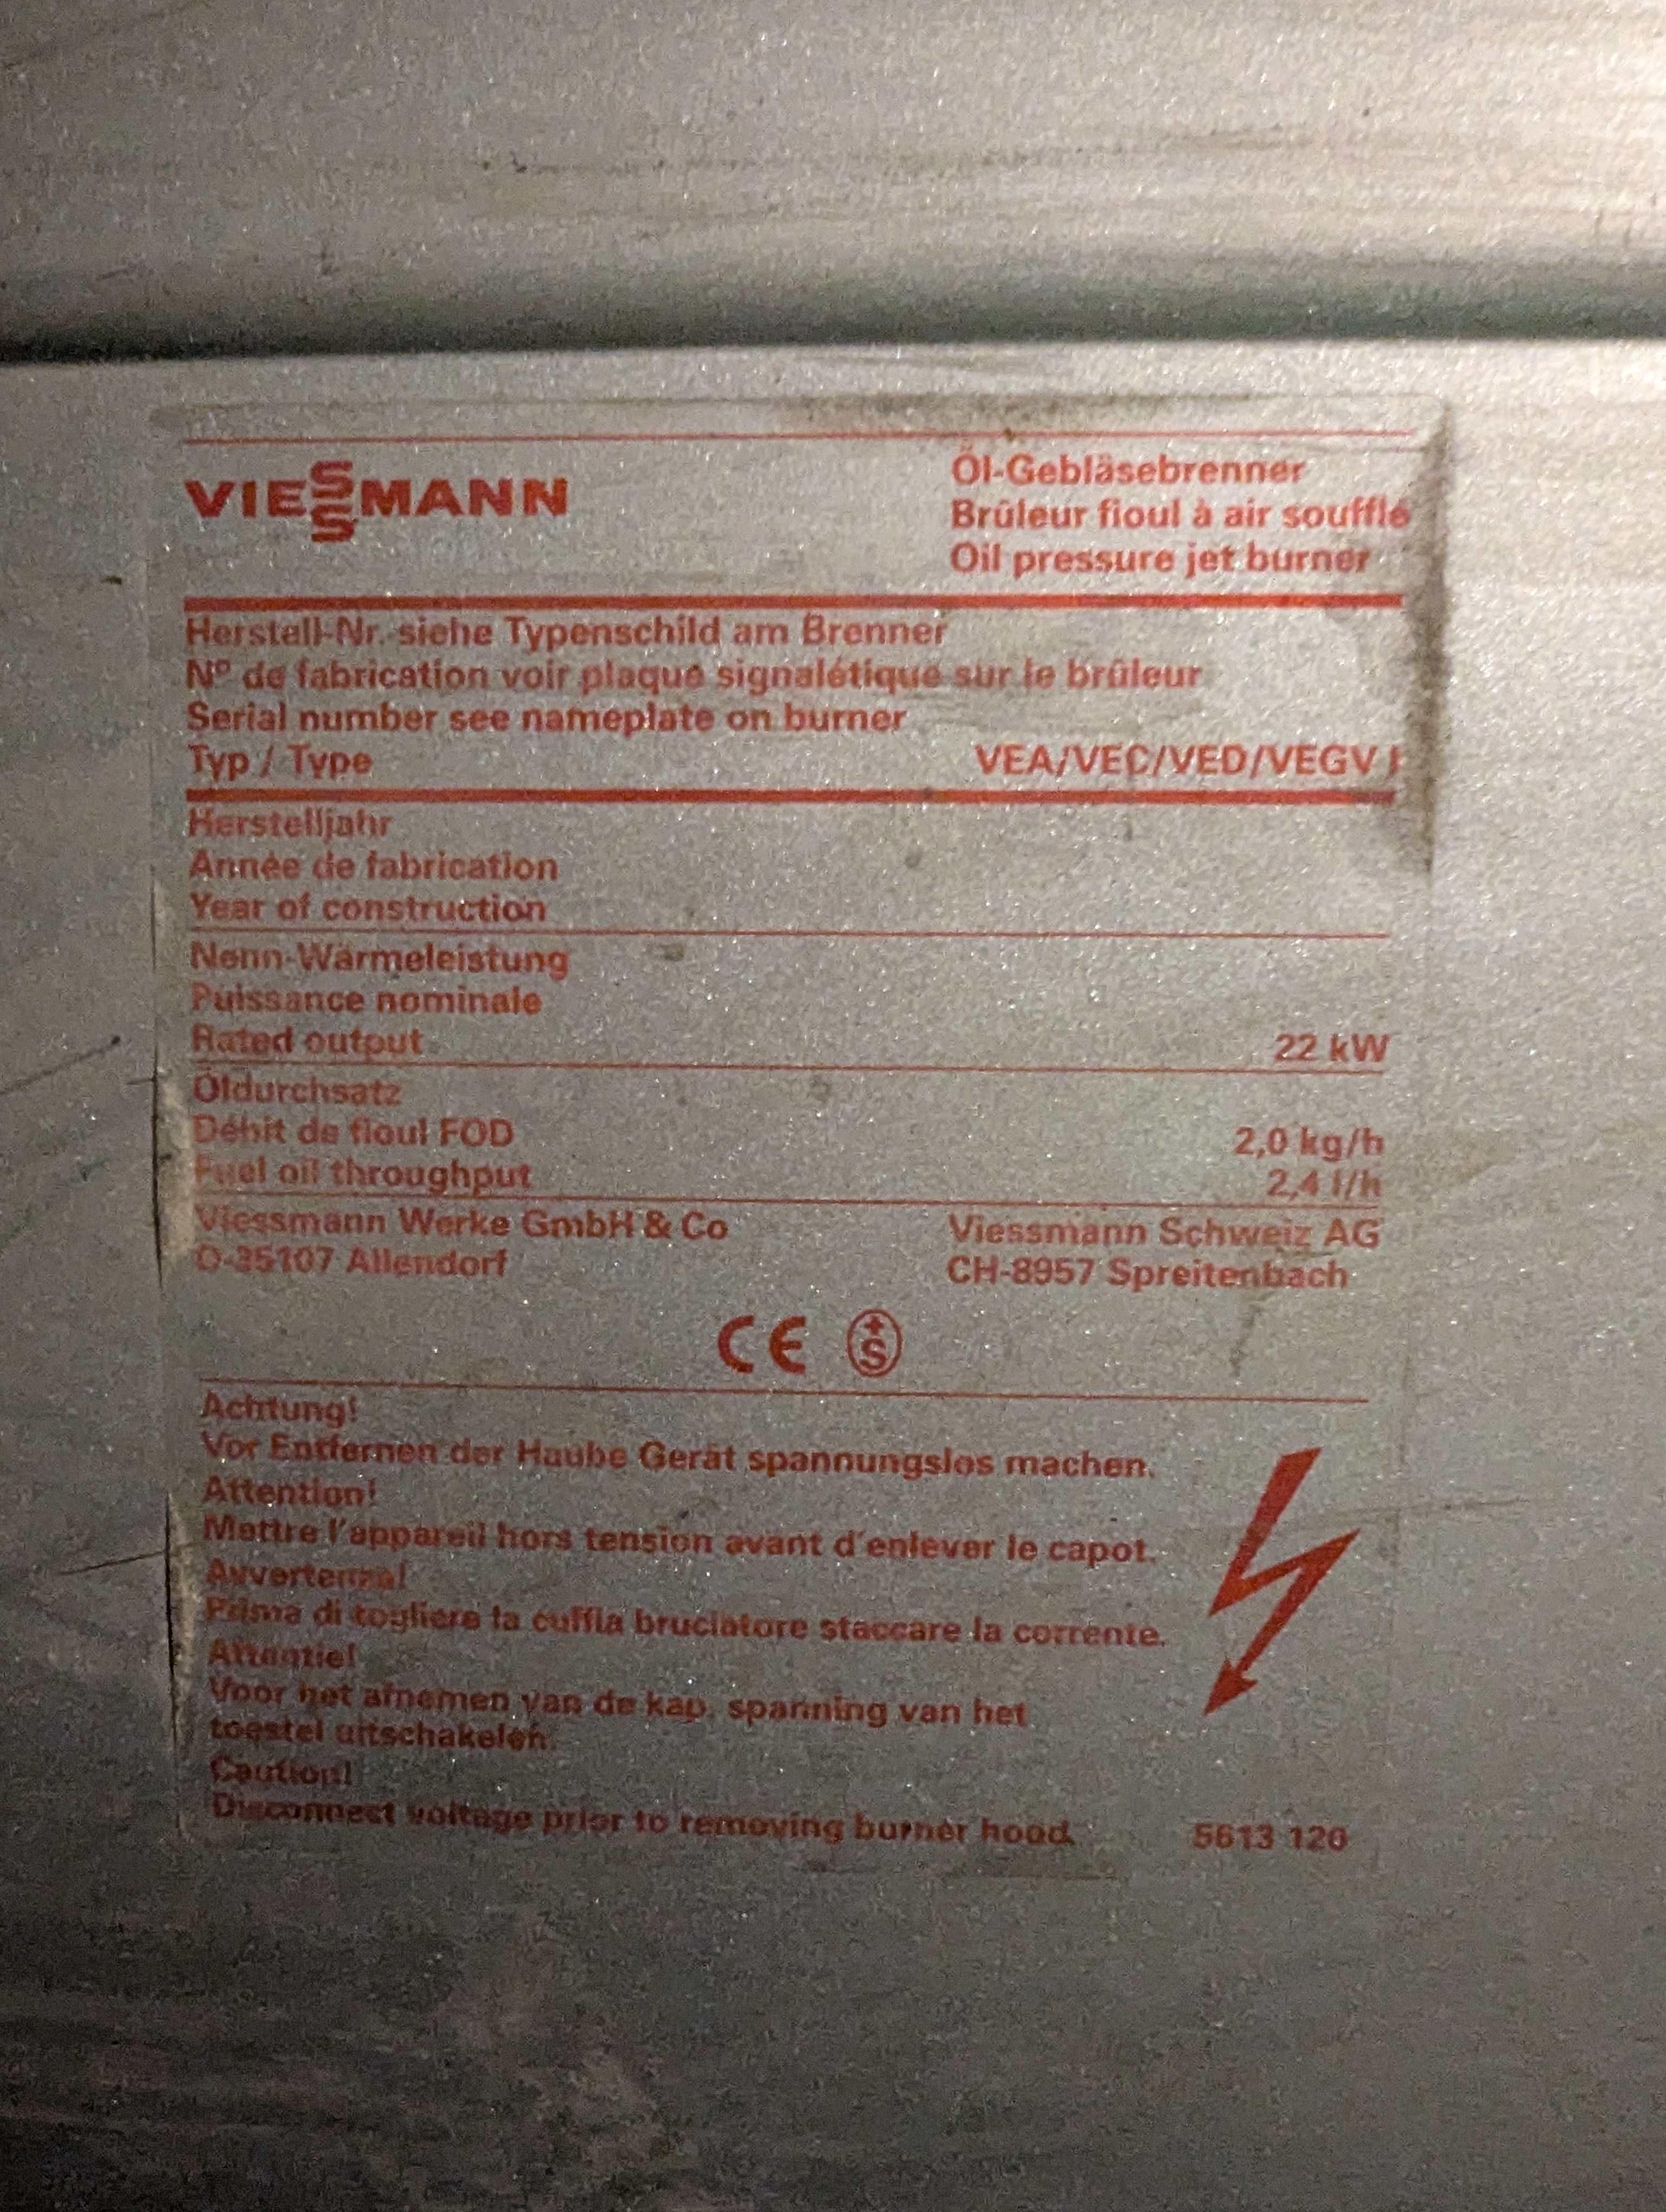 VIESSMANN
Öl-Gebläsebrenner
Brûleur fioul à air soufflé
Oil pressure jet burner
Herstell-Nr. siehe Typenschild am Brenner
Nº de fabrication voir plaque signalétique sur le brûleur
Serial number see nameplate on burner
Typ / Type VEA/VEC/VED/VEGV I
Herstelljahr
Année de fabrication
Year of construction
Nenn-Wärmeleistung
Puissance nominale
Rated output 22 kW
Öldurchsatz
Débit de fioul FOD 2,0 kg/h
Fuel oil throughput 2,4 l/h
Viessmann Werke GmbH & Co Viessmann Schweiz AG
D-35107 Allendorf CH-8957 Spreitenbach
CE +S
Achtung!
Vor Entfernen der Haube Gerät spannungslos machen.
Attention!
Mettre l'appareil hors tension avant d'enlever le capot.
Avvertenza!
Prima di togliere la cuffia bruciatore staccare la corrente.
Attentie!
Voor het afnemen van de kap, spanning van het
toestel uitschakelen.
Caution!
Disconnect voltage prior to removing burner hood. 5613 120